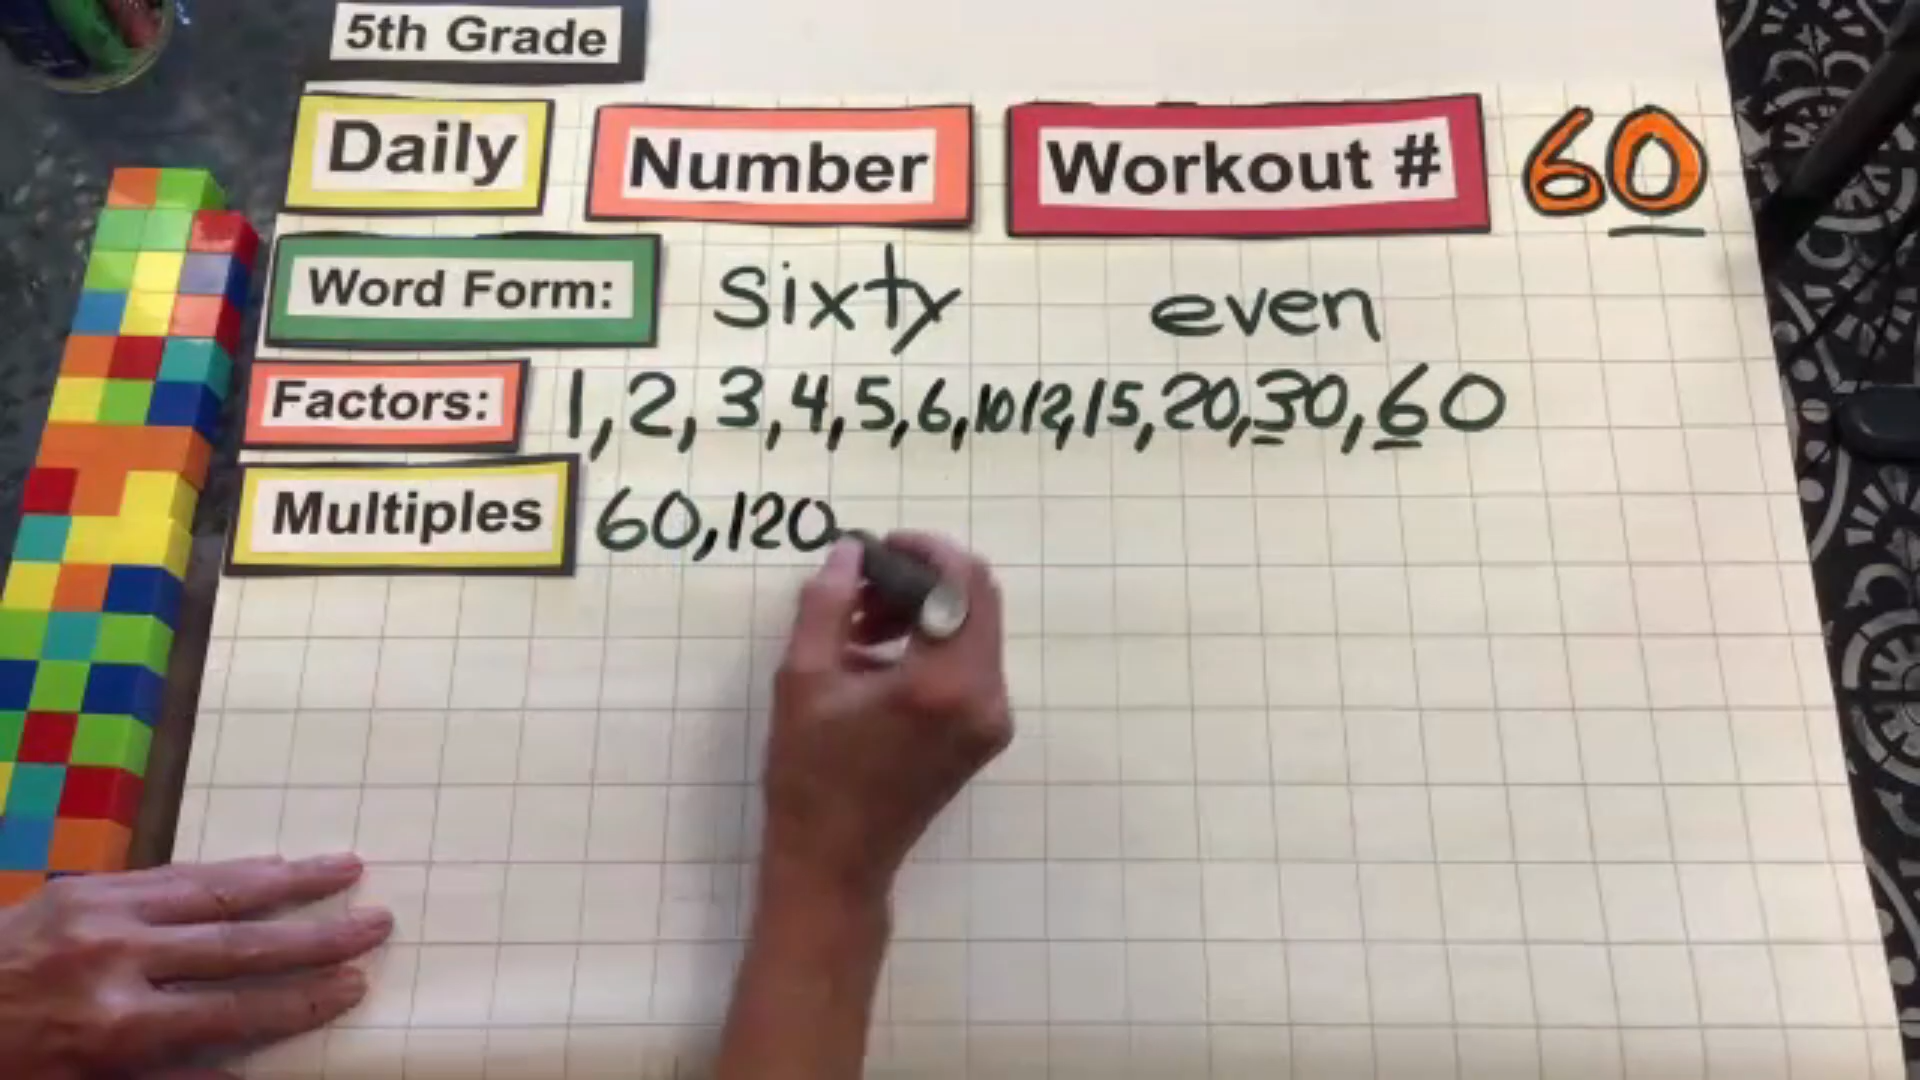 5th Grade
Daily Number Workout # 60
Word Form: Sixty even
Factors: 1, 2, 3, 4, 5, 6, 10 12, 15, 20, 30, 60
Multiples 60, 120